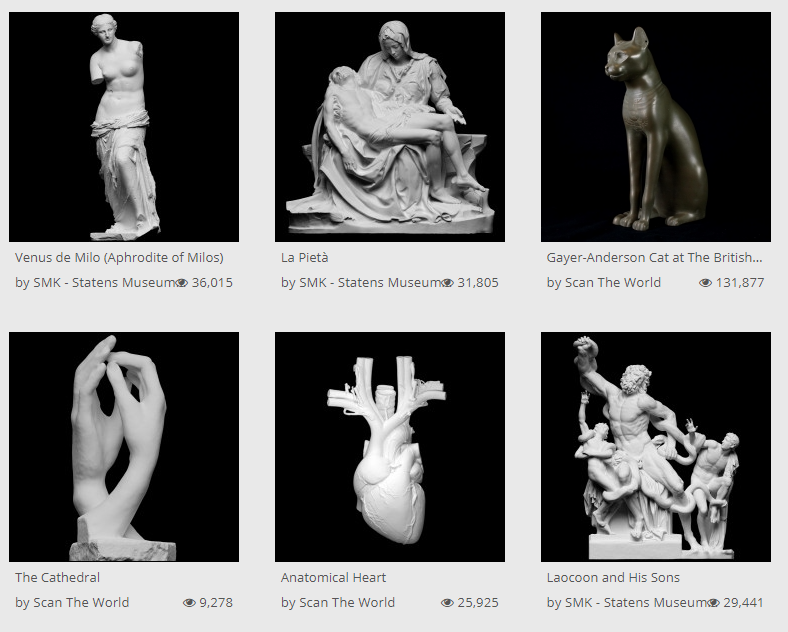 Venus de Milo (Aphrodite of Milos)
by SMK - Statens Museum 36,015
La Pietà
by SMK - Statens Museum 31,805
Gayer-Anderson Cat at The British...
by Scan The World 131,877
The Cathedral
by Scan The World 9,278
Anatomical Heart
by Scan The World 25,925
Laocoon and His Sons
by SMK - Statens Museum 29,441